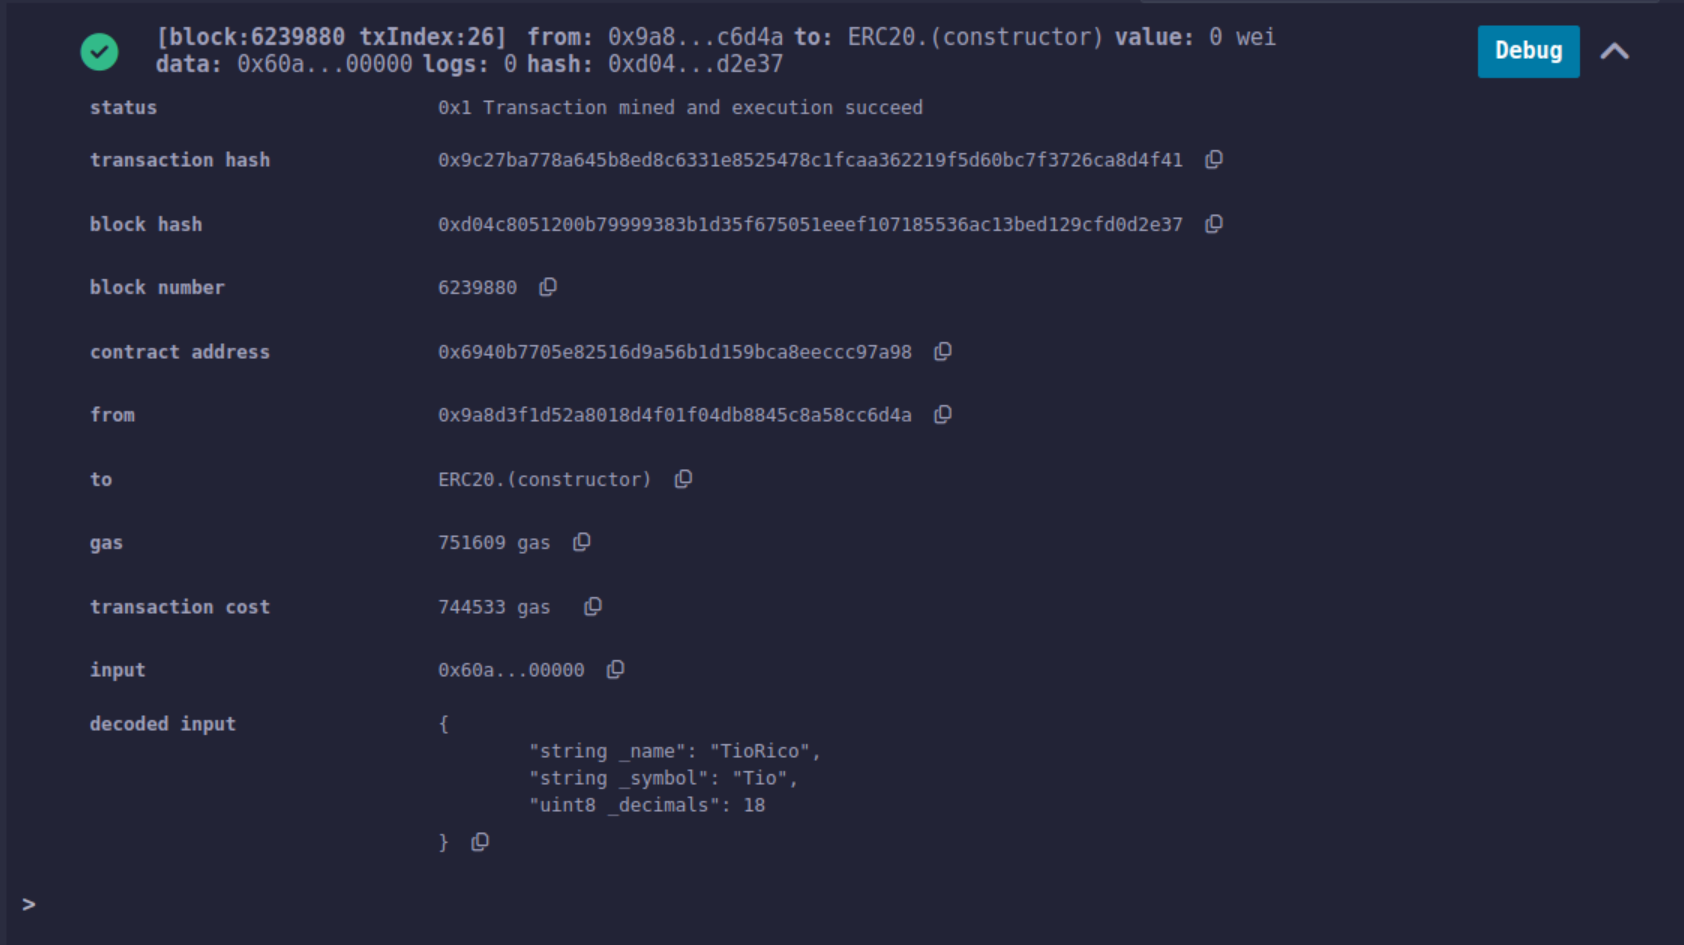 [block:6239880 txIndex:26] from: 0x9a8...c6d4a to: ERC20.(constructor) value: 0 wei
data: 0x60a...00000 logs: 0 hash: 0xd04...d2e37
Debug
status 0x1 Transaction mined and execution succeed
transaction hash 0x9c27ba778a645b8ed8c6331e8525478c1fcaa362219f5d60bc7f3726ca8d4f41
block hash 0xd04c8051200b79999383b1d35f675051eeef107185536ac13bed129cfd0d2e37
block number 6239880
contract address 0x6940b7705e82516d9a56b1d159bca8eeccc97a98
from 0x9a8d3f1d52a8018d4f01f04db8845c8a58cc6d4a
to ERC20.(constructor)
gas 751609 gas
transaction cost 744533 gas
input 0x60a...00000
decoded input {
"string _name": "TioRico",
"string _symbol": "Tio",
"uint8 _decimals": 18
}
>